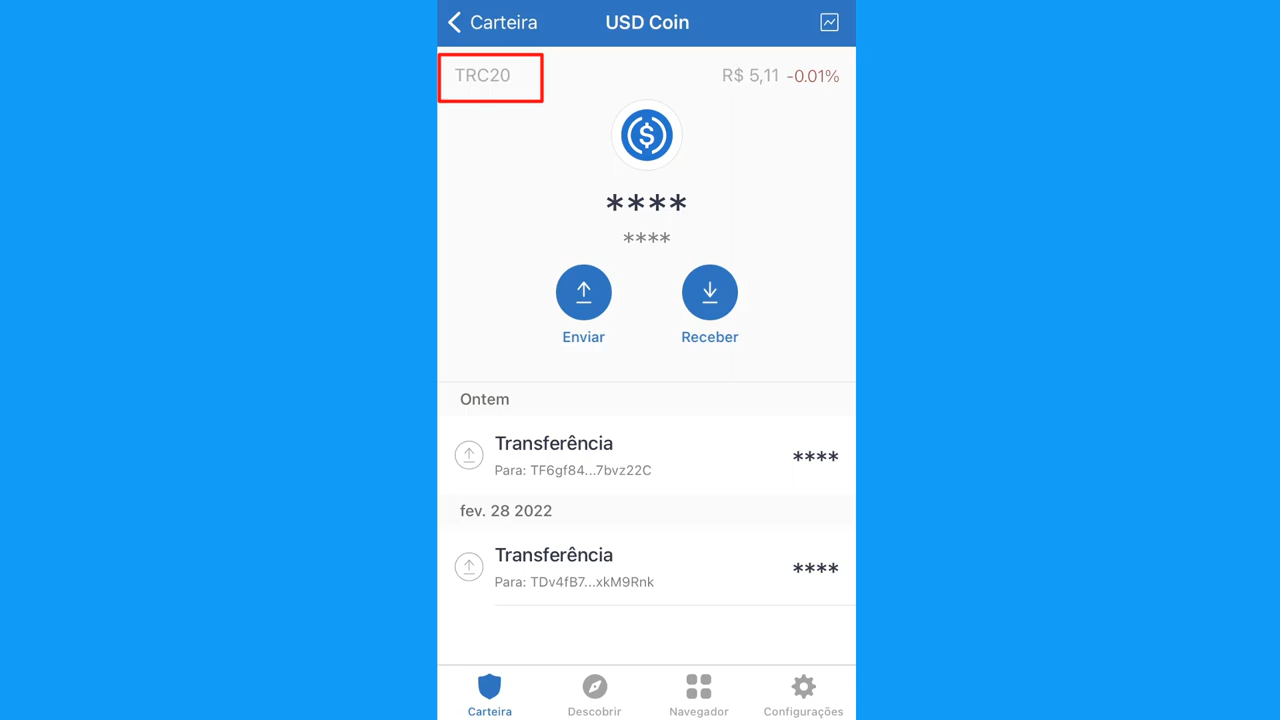 Carteira
USD Coin
TRC20
R$ 5,11 -0.01%
****
****
Enviar
Receber
Ontem
Transferência
****
Para: TF6gf84...7bvz22C
fev. 28 2022
Transferência
****
Para: TDv4fB7...xkM9Rnk
Carteira
Descobrir
Navegador
Configurações